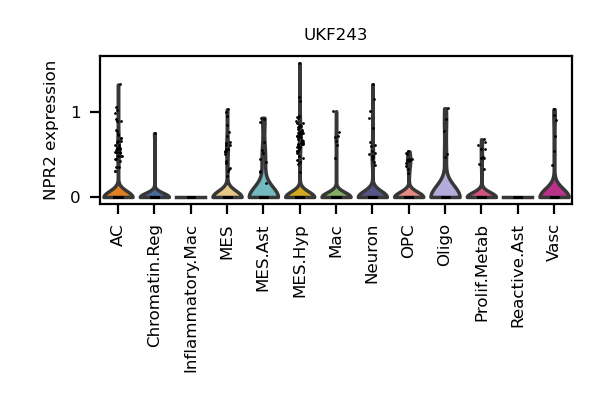 UKF243
NPR2 expression
1
0
AC
Chromatin.Reg
Inflammatory.Mac
MES
MES.Ast
MES.Hyp
Mac
Neuron
OPC
Oligo
Prolif.Metab
Reactive.Ast
Vasc